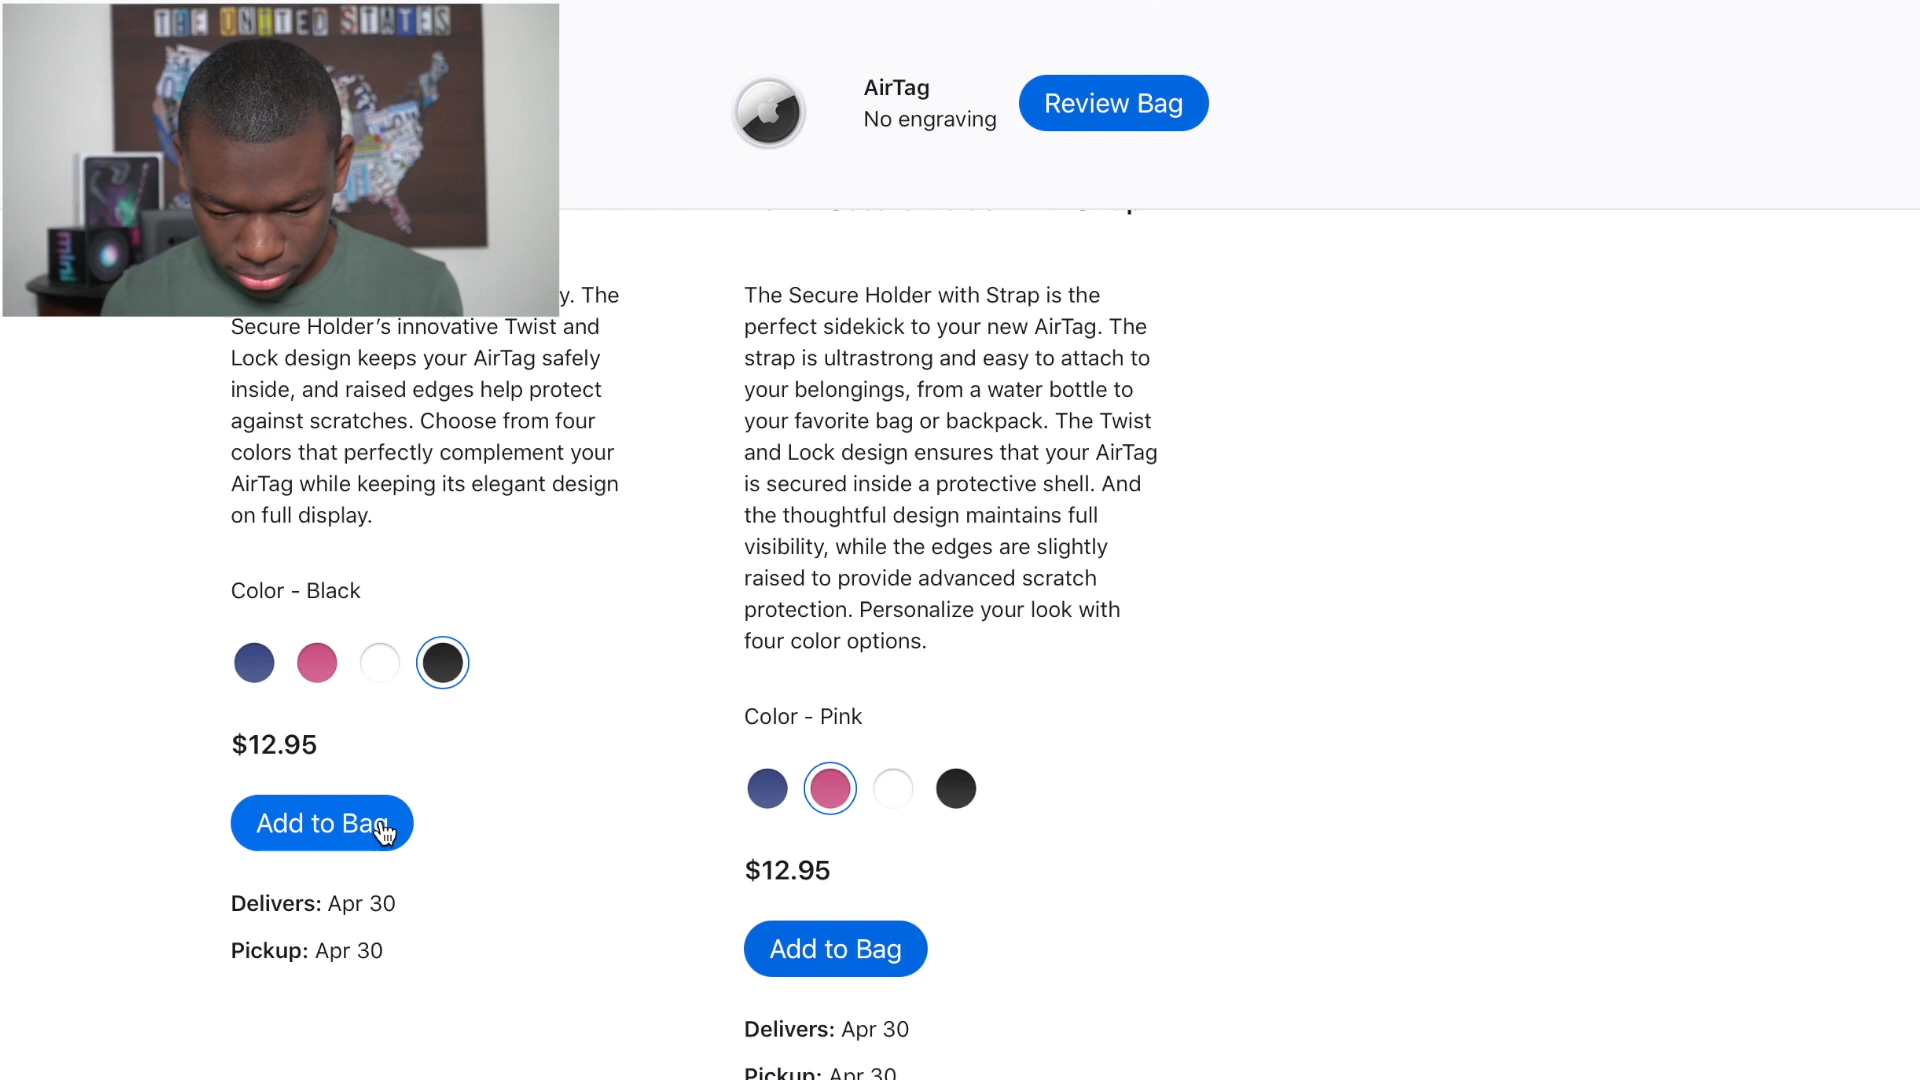 THE UNITED STATES
mini
AirTag
No engraving
Review Bag
y. The
Secure Holder's innovative Twist and
Lock design keeps your AirTag safely
inside, and raised edges help protect
against scratches. Choose from four
colors that perfectly complement your
AirTag while keeping its elegant design
on full display.
Color - Black
$12.95
Add to Bag
Delivers: Apr 30
Pickup: Apr 30
The Secure Holder with Strap is the
perfect sidekick to your new AirTag. The
strap is ultrastrong and easy to attach to
your belongings, from a water bottle to
your favorite bag or backpack. The Twist
and Lock design ensures that your AirTag
is secured inside a protective shell. And
the thoughtful design maintains full
visibility, while the edges are slightly
raised to provide advanced scratch
protection. Personalize your look with
four color options.
Color - Pink
$12.95
Add to Bag
Delivers: Apr 30
Pickup: Apr 30